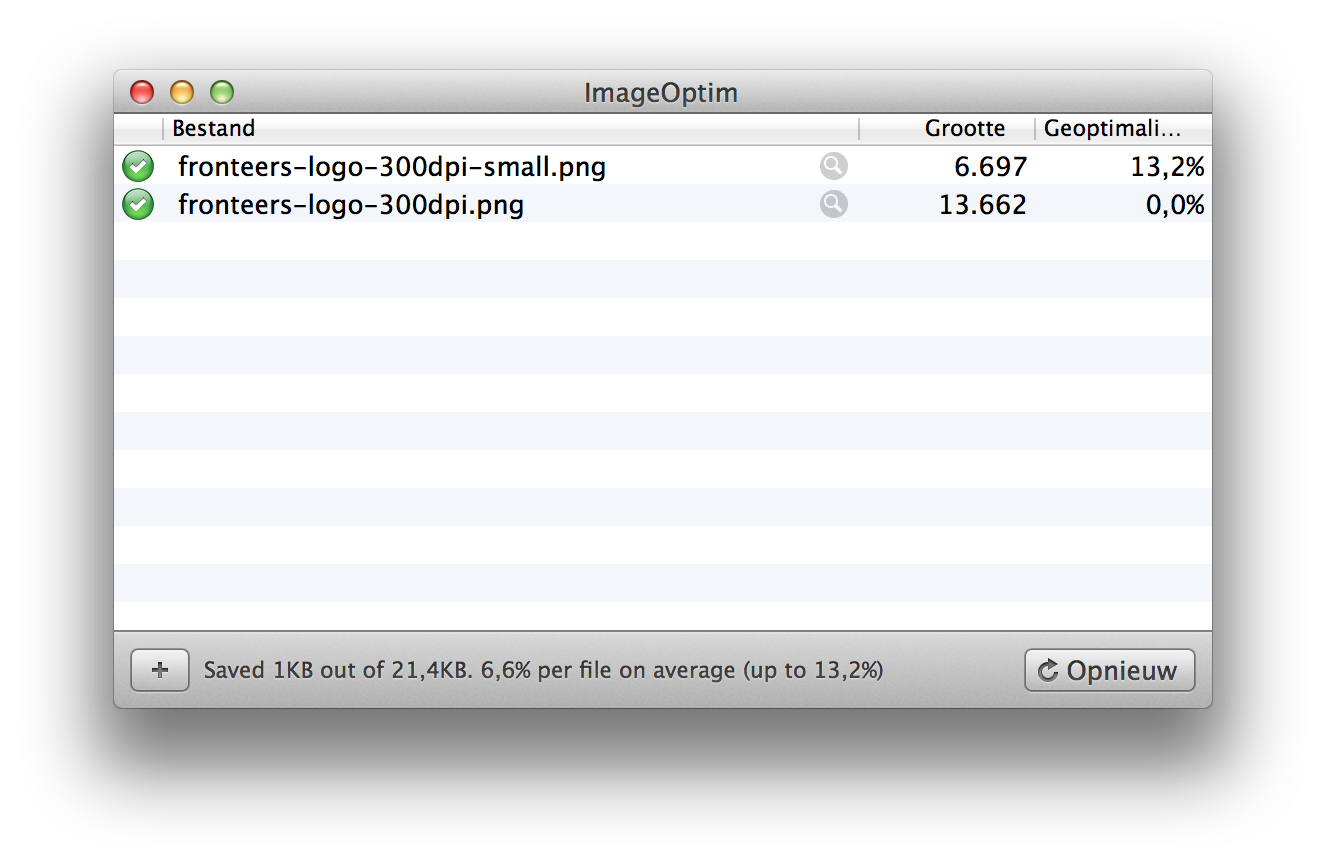 ImageOptim
Bestand Grootte Geoptimali...
fronteers-logo-300dpi-small.png 6.697 13,2%
fronteers-logo-300dpi.png 13.662 0,0%
+ Saved 1KB out of 21,4KB. 6,6% per file on average (up to 13,2%) Opnieuw